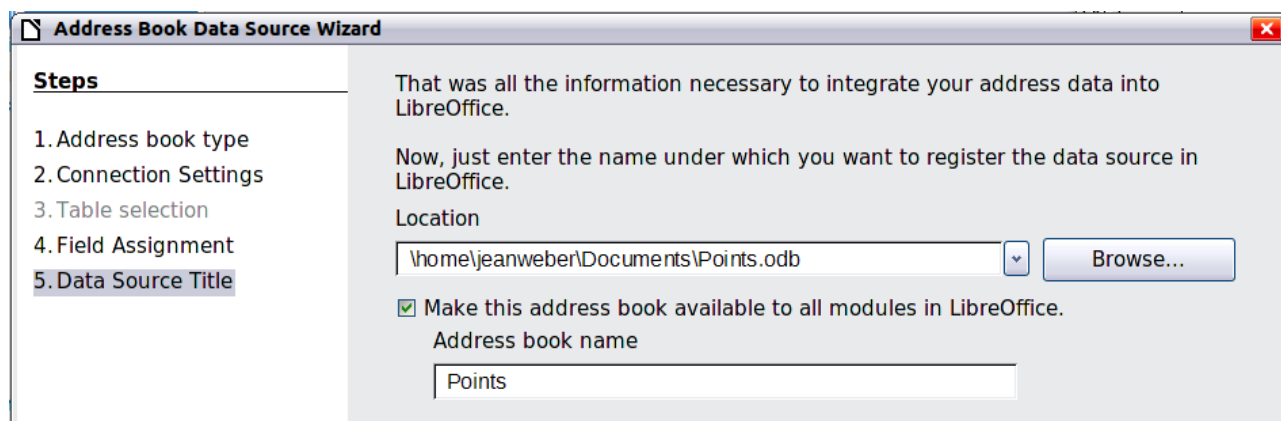 Address Book Data Source Wizard
Steps
1. Address book type
2. Connection Settings
3. Table selection
4. Field Assignment
5. Data Source Title
That was all the information necessary to integrate your address data into
LibreOffice.
Now, just enter the name under which you want to register the data source in
LibreOffice.
Location
\home\jeanweber\Documents\Points.odb
Browse...
Make this address book available to all modules in LibreOffice.
Address book name
Points